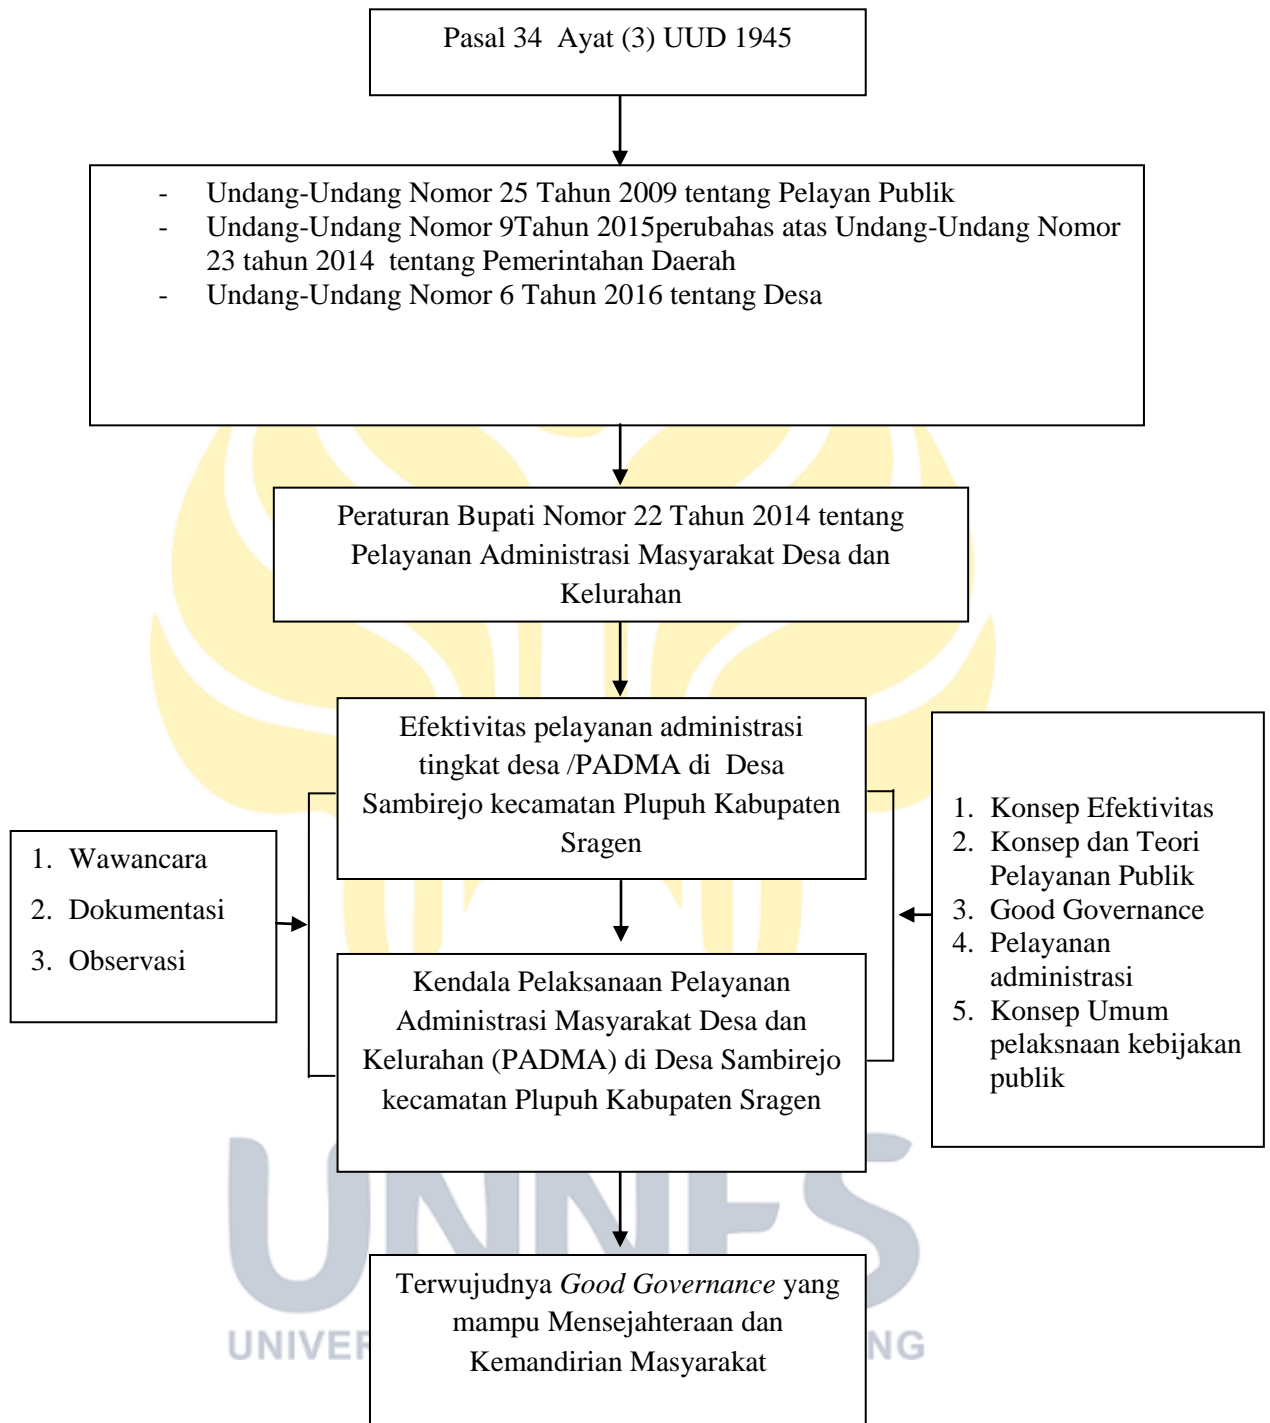 Pasal 34 Ayat (3) UUD 1945
- Undang-Undang Nomor 25 Tahun 2009 tentang Pelayan Publik
- Undang-Undang Nomor 9Tahun 2015perubahas atas Undang-Undang Nomor
23 tahun 2014 tentang Pemerintahan Daerah
- Undang-Undang Nomor 6 Tahun 2016 tentang Desa
Peraturan Bupati Nomor 22 Tahun 2014 tentang
Pelayanan Administrasi Masyarakat Desa dan
Kelurahan
Efektivitas pelayanan administrasi
tingkat desa /PADMA di Desa
Sambirejo kecamatan Plupuh Kabupaten
Sragen
1. Wawancara
2. Dokumentasi
3. Observasi
1. Konsep Efektivitas
2. Konsep dan Teori
Pelayanan Publik
3. Good Governance
4. Pelayanan
administrasi
5. Konsep Umum
pelaksnaan kebijakan
publik
Kendala Pelaksanaan Pelayanan
Administrasi Masyarakat Desa dan
Kelurahan (PADMA) di Desa Sambirejo
kecamatan Plupuh Kabupaten Sragen
UNNES
Terwujudnya Good Governance yang
mampu Mensejahteraan dan
Kemandirian Masyarakat